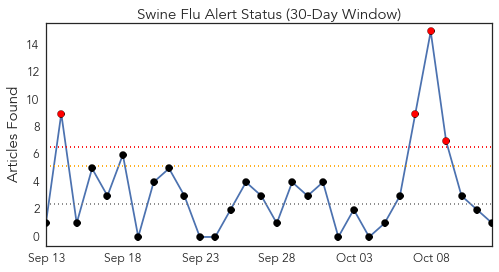 Swine Flu Alert Status (30-Day Window)
Articles Found
14
12
10
8
6
4
2
0
Sep 13 Sep 18 Sep 23 Sep 28 Oct 03 Oct 08